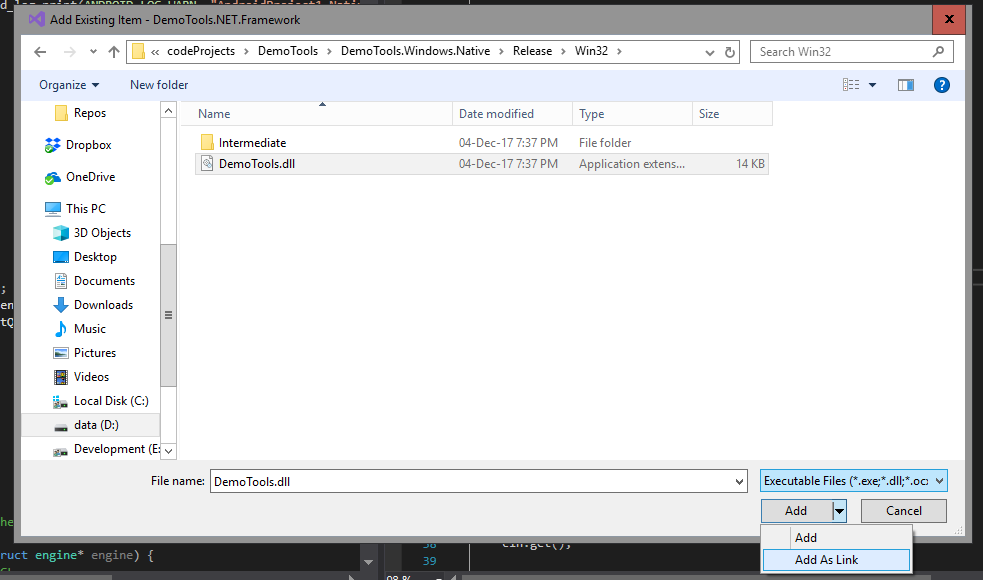 d_log_print(ANDROID_LOG_WARN, "AndroidProject1.Nativ
Add Existing Item - DemoTools.NET.Framework
« codeProjects > DemoTools > DemoTools.Windows.Native > Release > Win32 >
Search Win32
Organize
New folder
Name
Date modified
Type
Size
Repos
Dropbox
OneDrive
This PC
3D Objects
Desktop
Documents
Downloads
Music
Pictures
Videos
Local Disk (C:)
data (D:)
Development (E:
Intermediate 04-Dec-17 7:37 PM File folder
DemoTools.dll 04-Dec-17 7:37 PM Application extens... 14 KB
;
en
tQ
File name: DemoTools.dll
Executable Files (*.exe;*.dll;*.oc
Add
Cancel
Add
Add As Link
he
ruct engine* engine) {
38 cin.get();
39
98 %